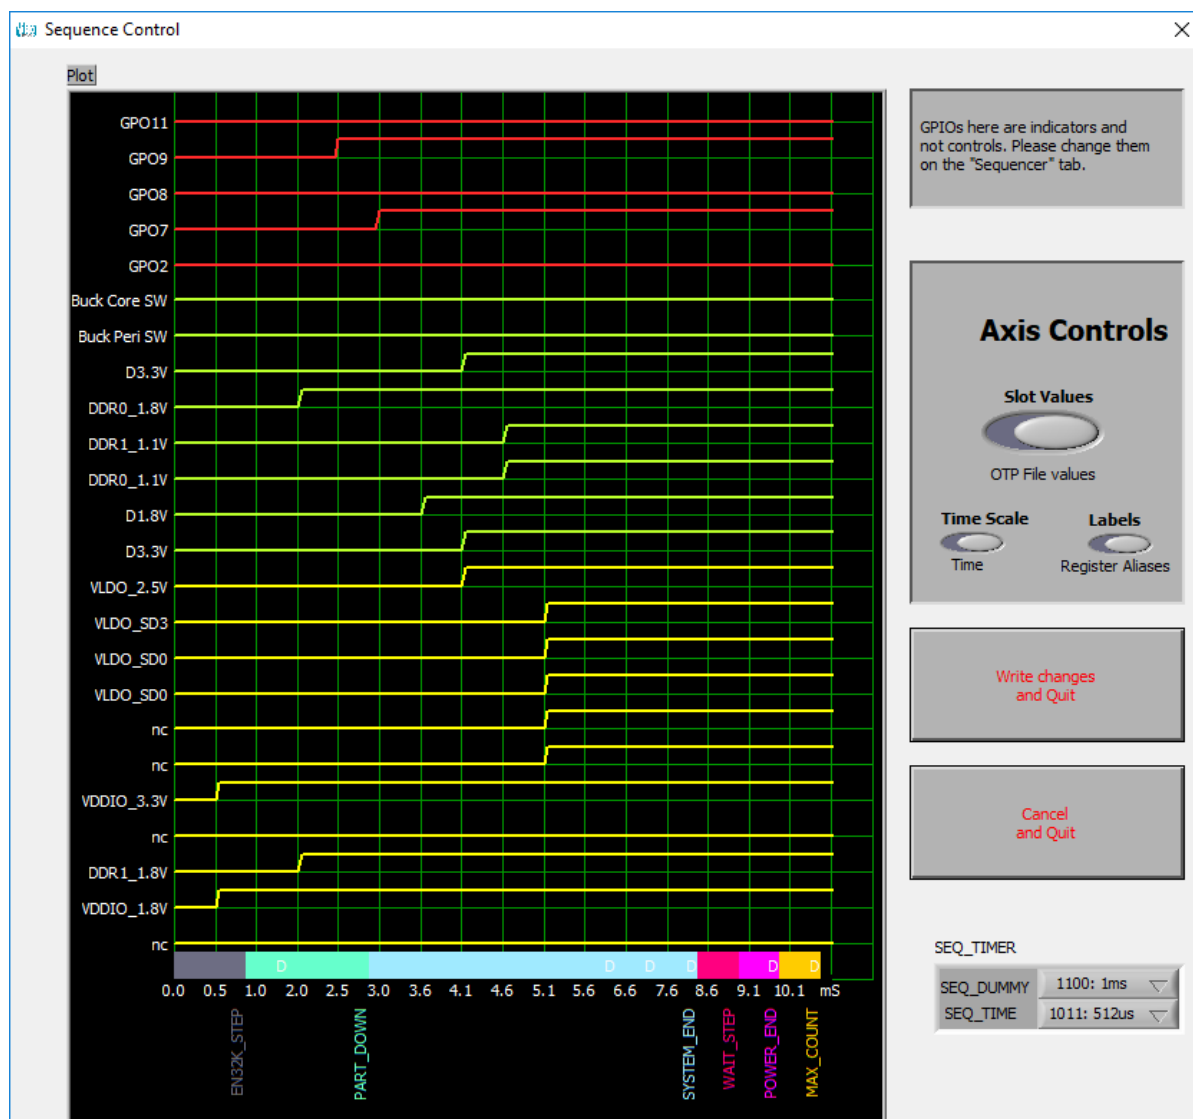 Sequence Control
Plot
GPO11
GPO9
GPO8
GPO7
GPO2
Buck Core SW
Buck Peri SW
D3.3V
DDR0_1.8V
DDR1_1.1V
DDR0_1.1V
D1.8V
D3.3V
VLDO_2.5V
VLDO_SD3
VLDO_SD0
VLDO_SD0
nc
nc
VDDIO_3.3V
nc
DDR1_1.8V
VDDIO_1.8V
nc
D D D D D D
0.0 0.5 1.0 2.0 2.5 3.0 3.6 4.1 4.6 5.1 5.6 6.6 7.6 8.6 9.1 10.1 mS
EN32K_STEP
PART_DOWN
SYSTEM_END
WAIT_STEP
POWER_END
MAX_COUNT
GPIOs here are indicators and
not controls. Please change them
on the "Sequencer" tab.
Axis Controls
Slot Values
OTP File values
Time Scale
Time
Labels
Register Aliases
Write changes
and Quit
Cancel
and Quit
SEQ_TIMER
SEQ_DUMMY 1100: 1ms
SEQ_TIME 1011: 512us